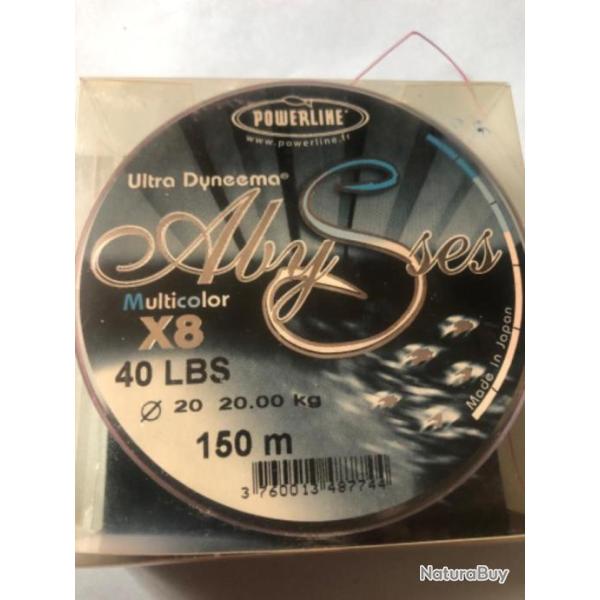 POWERLINE®
www.powerline.fr
Ultra Dyneema®
AbySses
Multicolor
X8
40 LBS
Ø 20 20.00 kg
150 m
Made in Japan
3 760013 487744
NaturaBuy